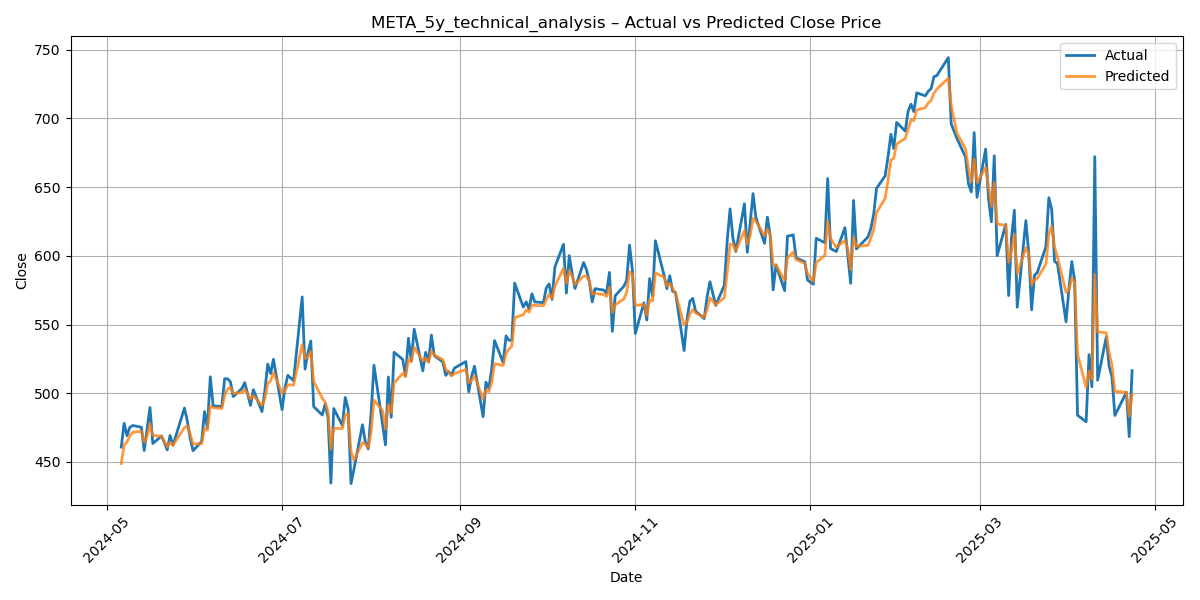 META_5y_technical_analysis – Actual vs Predicted Close Price
Actual
Predicted
Close
750
700
650
600
550
500
450
2024-05
2024-07
2024-09
2024-11
2025-01
2025-03
2025-05
Date